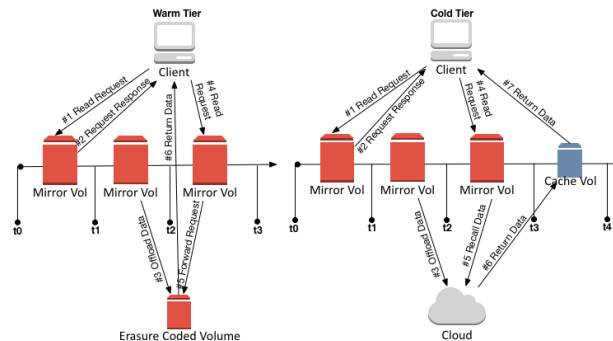 Warm Tier
Client
#1 Read Request
#2 Request Response
#4 Read
Request
#6 Return Data
Mirror Vol
Mirror Vol
Mirror Vol
t0
t1
t2
t3
#3 Offload Data
#5 Forward Request
Erasure Coded Volume
Cold Tier
Client
#1 Read Request
#2 Request Response
#4 Read
Request
#7 Return Data
Mirror Vol
Mirror Vol
Mirror Vol
Cache Vol
t0
t1
t2
t3
t4
#3 Offload Data
#5 Recall Data
#6 Return Data
Cloud